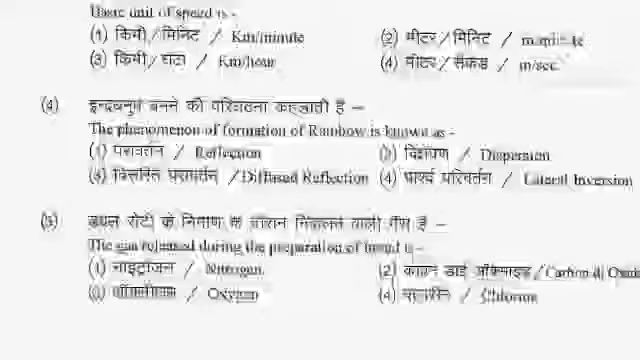 Basic unit of speed is -
(1) किमी/मिनिट / Km/minute (2) मीटर/मिनिट / m/minute
(3) किमी/घंटा / Km/hour (4) मीटर/सेकंड / m/sec.
(4) इन्द्रधनुष बनने की परिघटना कहलाती है –
The phenomenon of formation of Rainbow is known as -
(1) परावर्तन / Reflection (2) विक्षेपण / Dispersion
(3) विसरित परावर्तन / Diffused Reflection (4) पार्श्व परिवर्तन / Lateral Inversion
(5) डबल रोटी के निर्माण के दौरान निकलने वाली गैस है –
The gas released during the preparation of bread is -
(1) नाइट्रोजन / Nitrogen (2) कार्बन डाई ऑक्साइड / Carbon di Oxide
(3) ऑक्सीजन / Oxygen (4) क्लोरीन / Chlorine